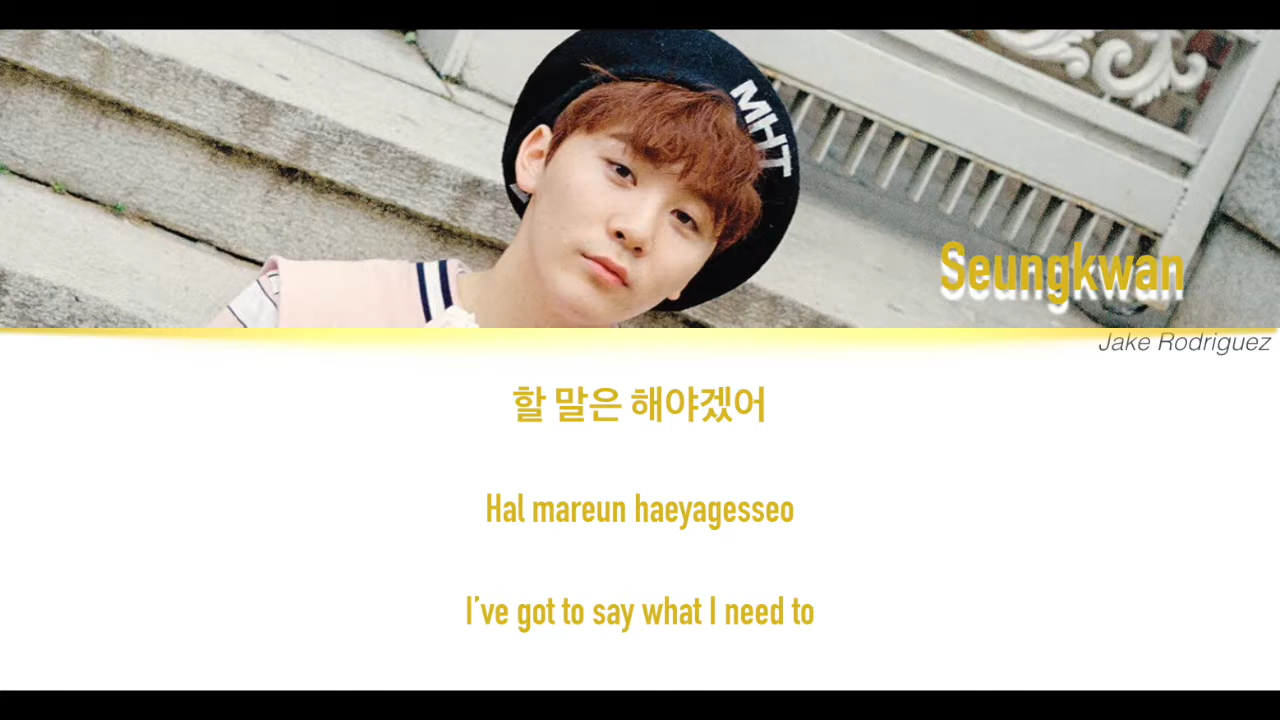 MHT
Seungkwan
Jake Rodriguez
할 말은 해야겠어
Hal mareun haeyagesseo
I've got to say what I need to